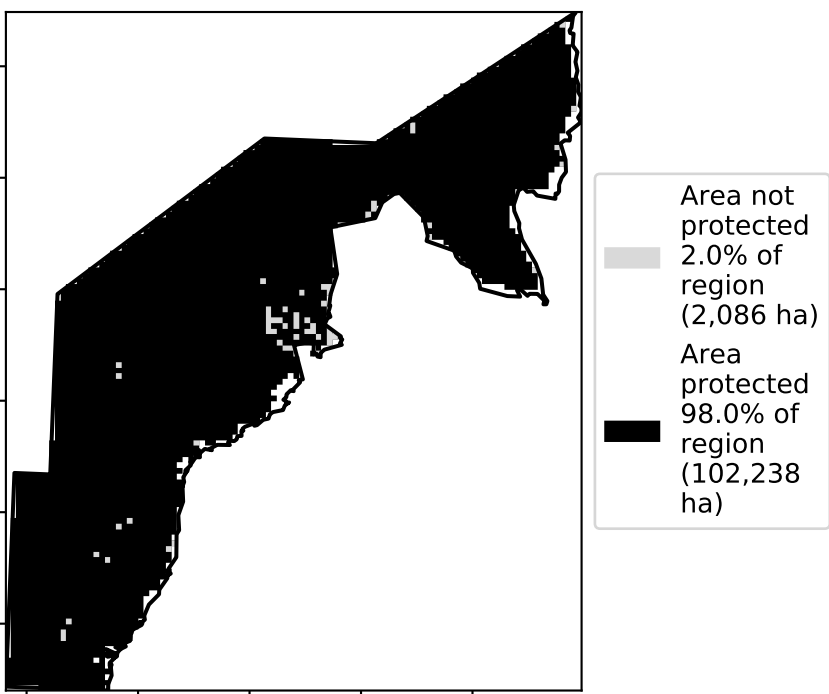 Area not
protected
2.0% of
region
(2,086 ha)
Area
protected
98.0% of
region
(102,238
ha)